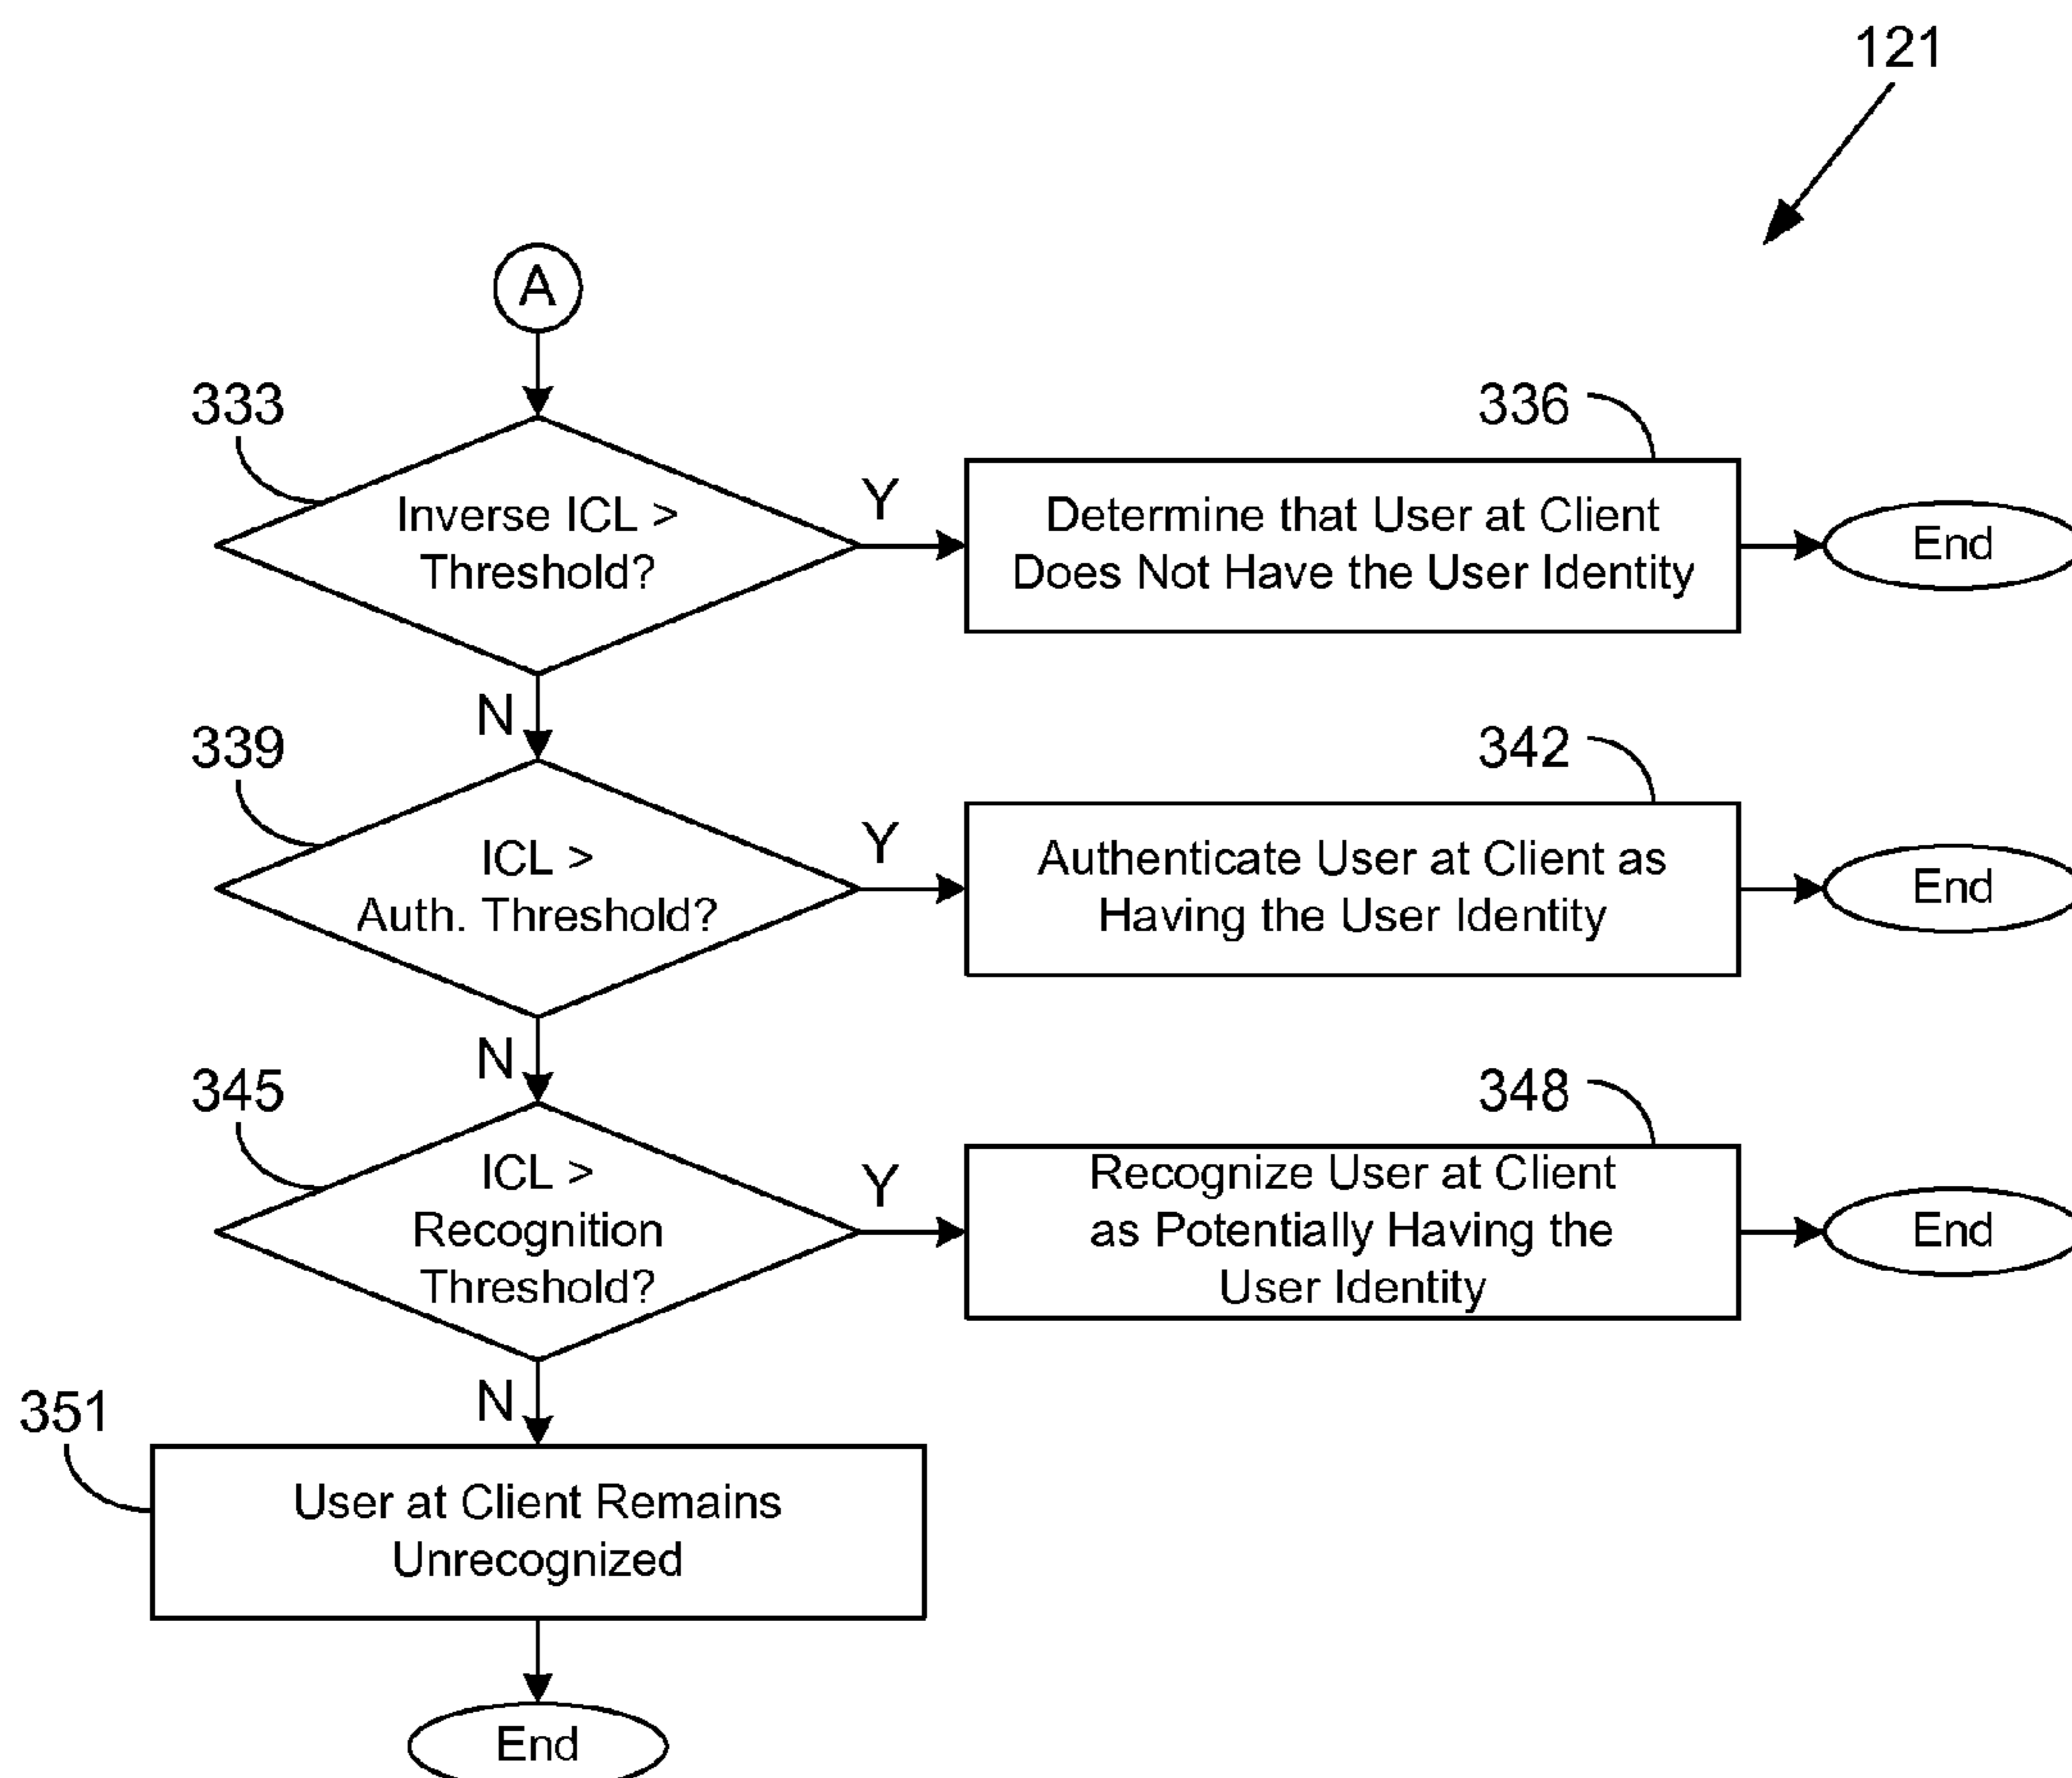 121
A
333
Inverse ICL >
Threshold?
Y
336
Determine that User at Client
Does Not Have the User Identity
End
N
339
ICL >
Auth. Threshold?
Y
342
Authenticate User at Client as
Having the User Identity
End
N
345
ICL >
Recognition
Threshold?
Y
348
Recognize User at Client
as Potentially Having the
User Identity
End
N
351
User at Client Remains
Unrecognized
End